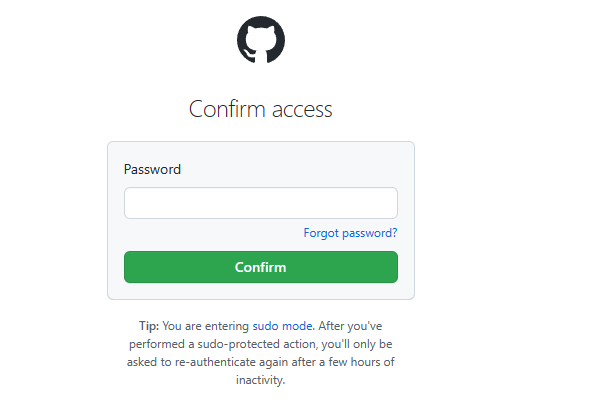 Confirm access
Password
Forgot password?
Confirm
Tip: You are entering sudo mode. After you've
performed a sudo-protected action, you'll only be
asked to re-authenticate again after a few hours of
inactivity.